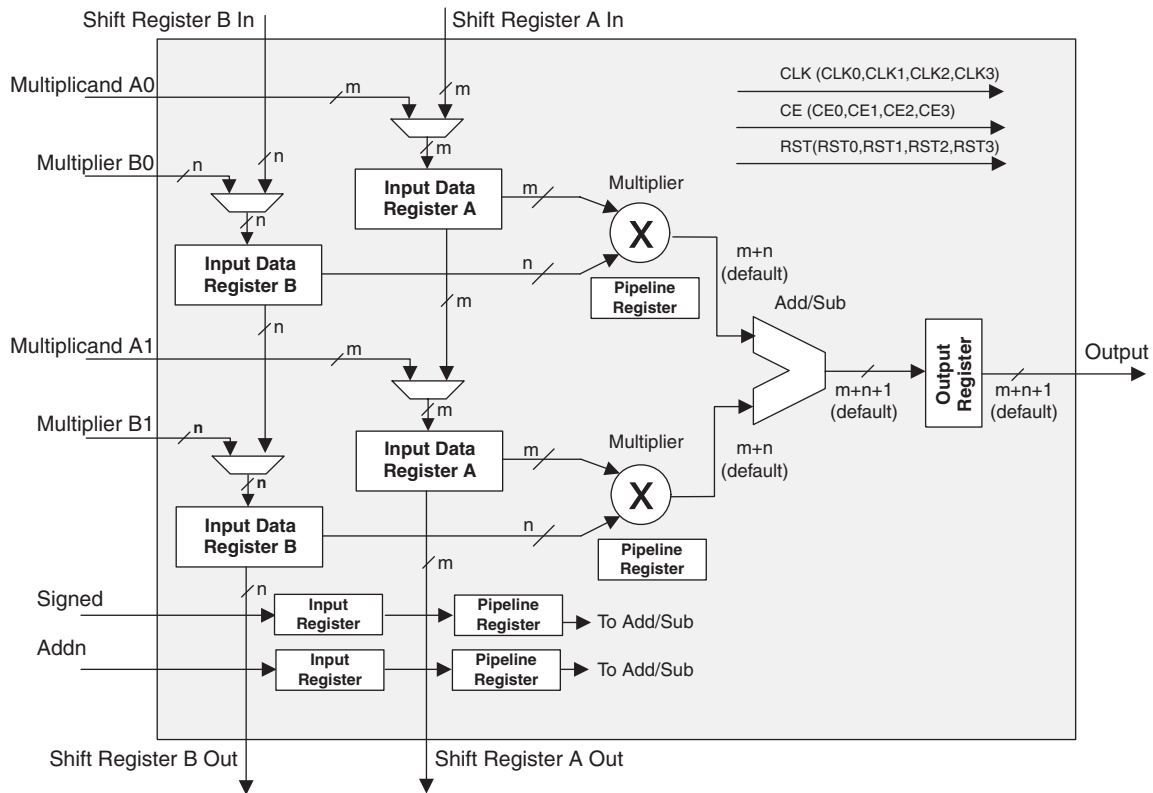 Shift Register B In
Shift Register A In
Multiplicand A0
m
m
CLK (CLK0,CLK1,CLK2,CLK3)
CE (CE0,CE1,CE2,CE3)
RST(RST0,RST1,RST2,RST3)
m
Multiplier B0
n
n
n
Input Data
Register A
m
Multiplier
X
m+n
(default)
Input Data
Register B
n
Pipeline
Register
m
n
Add/Sub
Multiplicand A1
m
m
m+n+1
(default)
Output
Register
m+n+1
(default)
Output
Multiplier B1
n
n
Input Data
Register A
m
Multiplier
X
m+n
(default)
Input Data
Register B
n
Pipeline
Register
m
n
Signed
Input
Register
Pipeline
Register
To Add/Sub
Addn
Input
Register
Pipeline
Register
To Add/Sub
Shift Register B Out
Shift Register A Out